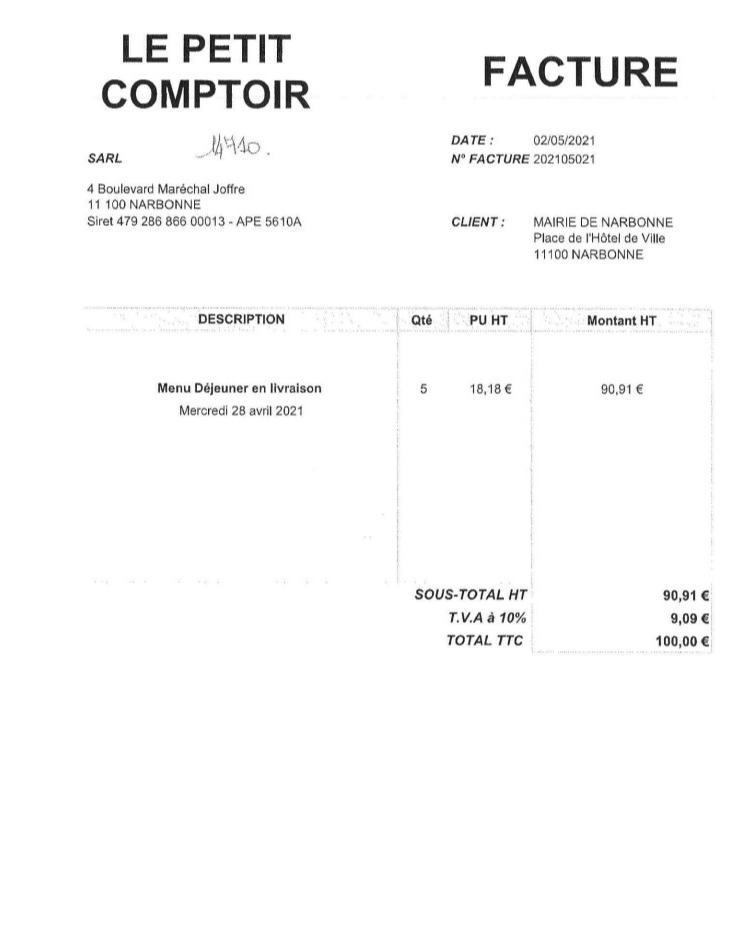 LE PETIT
COMPTOIR
FACTURE
14710.
SARL
DATE : 02/05/2021
N° FACTURE 202105021
4 Boulevard Maréchal Joffre
11 100 NARBONNE
Siret 479 286 866 00013 - APE 5610A
CLIENT : MAIRIE DE NARBONNE
Place de l'Hôtel de Ville
11100 NARBONNE
DESCRIPTION Qté PU HT Montant HT
Menu Déjeuner en livraison 5 18,18 € 90,91 €
Mercredi 28 avril 2021
SOUS-TOTAL HT 90,91 €
T.V.A à 10% 9,09 €
TOTAL TTC 100,00 €